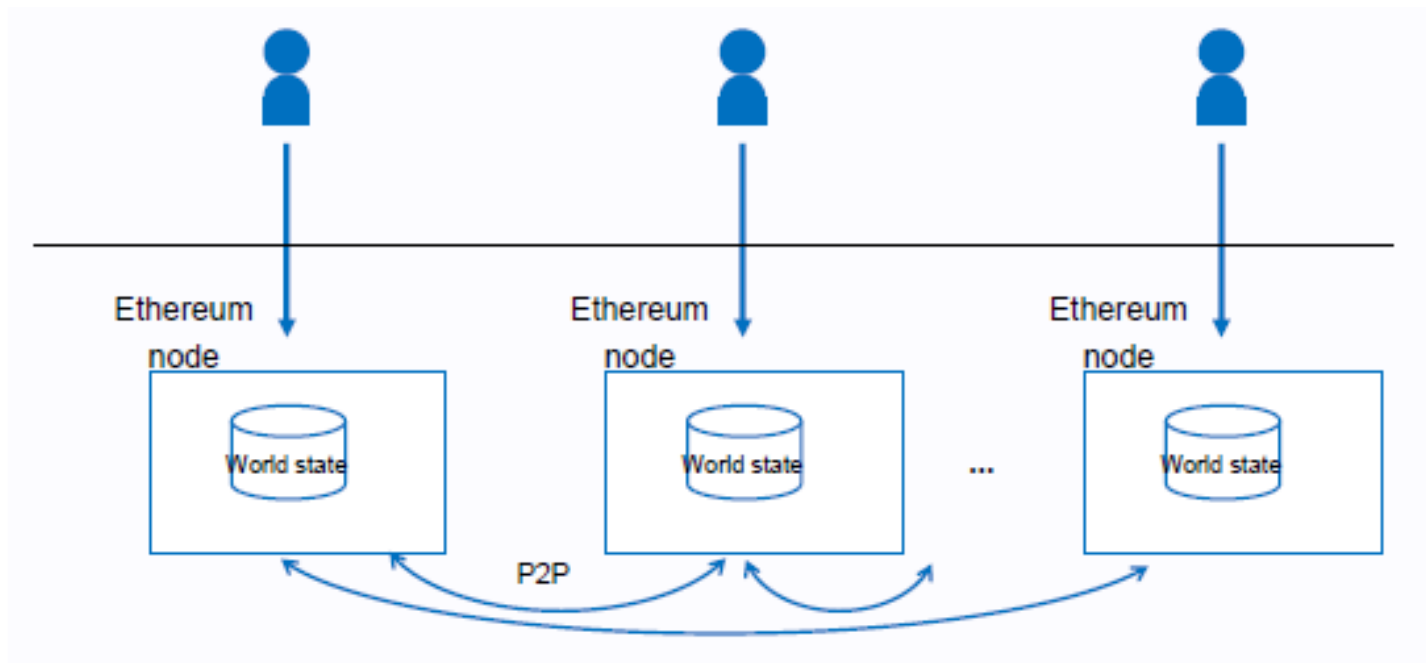 Ethereum
node
Ethereum
node
Ethereum
node
World state
World state
...
World state
P2P